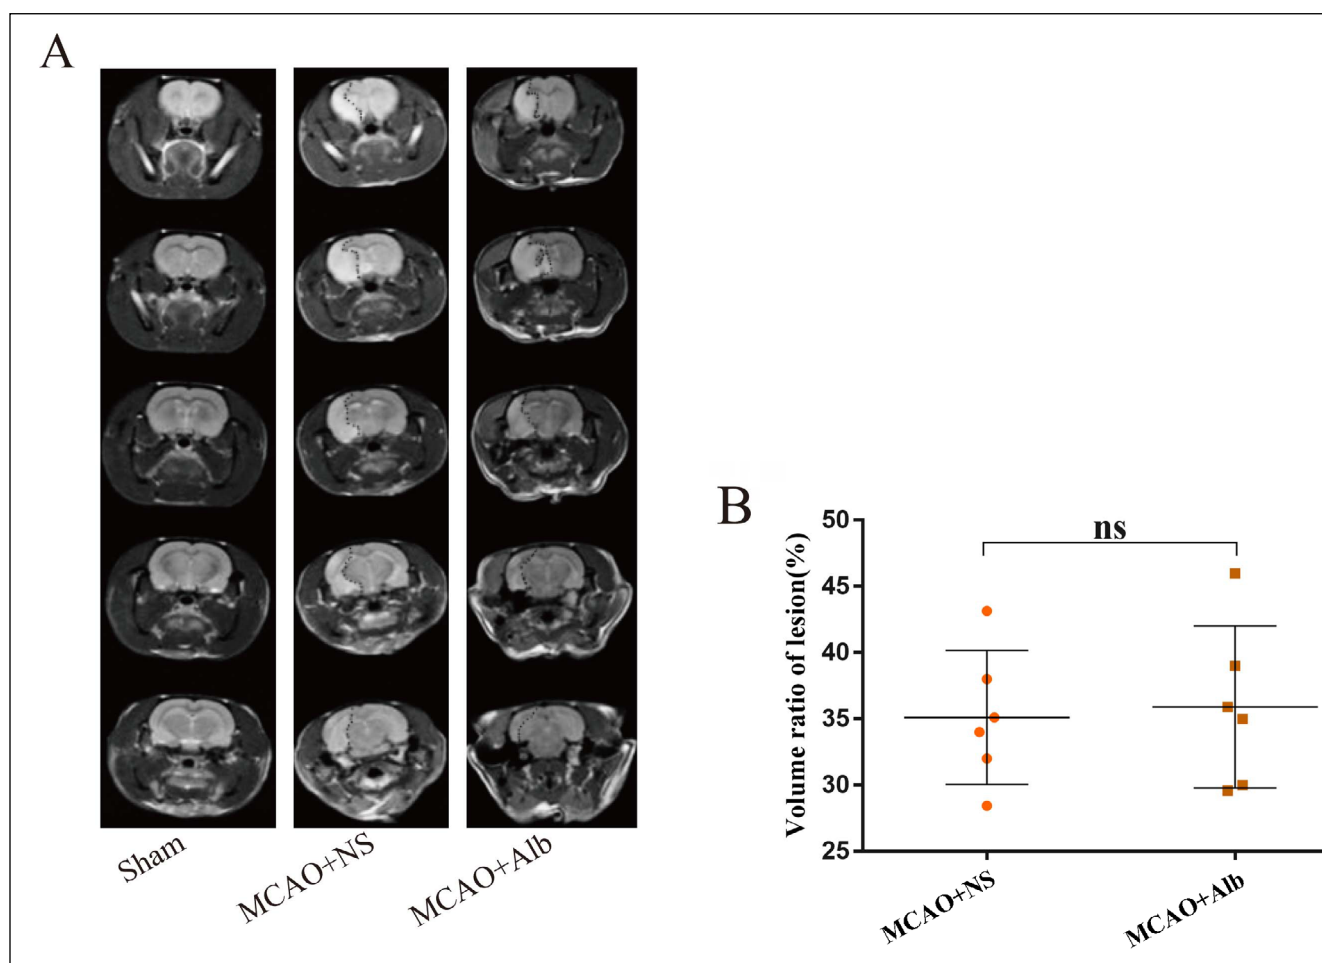 A
Sham
MCAO+NS
MCAO+Alb
B
Volume ratio of lesion(%)
50
45
40
35
30
25
ns
MCAO+NS
MCAO+Alb